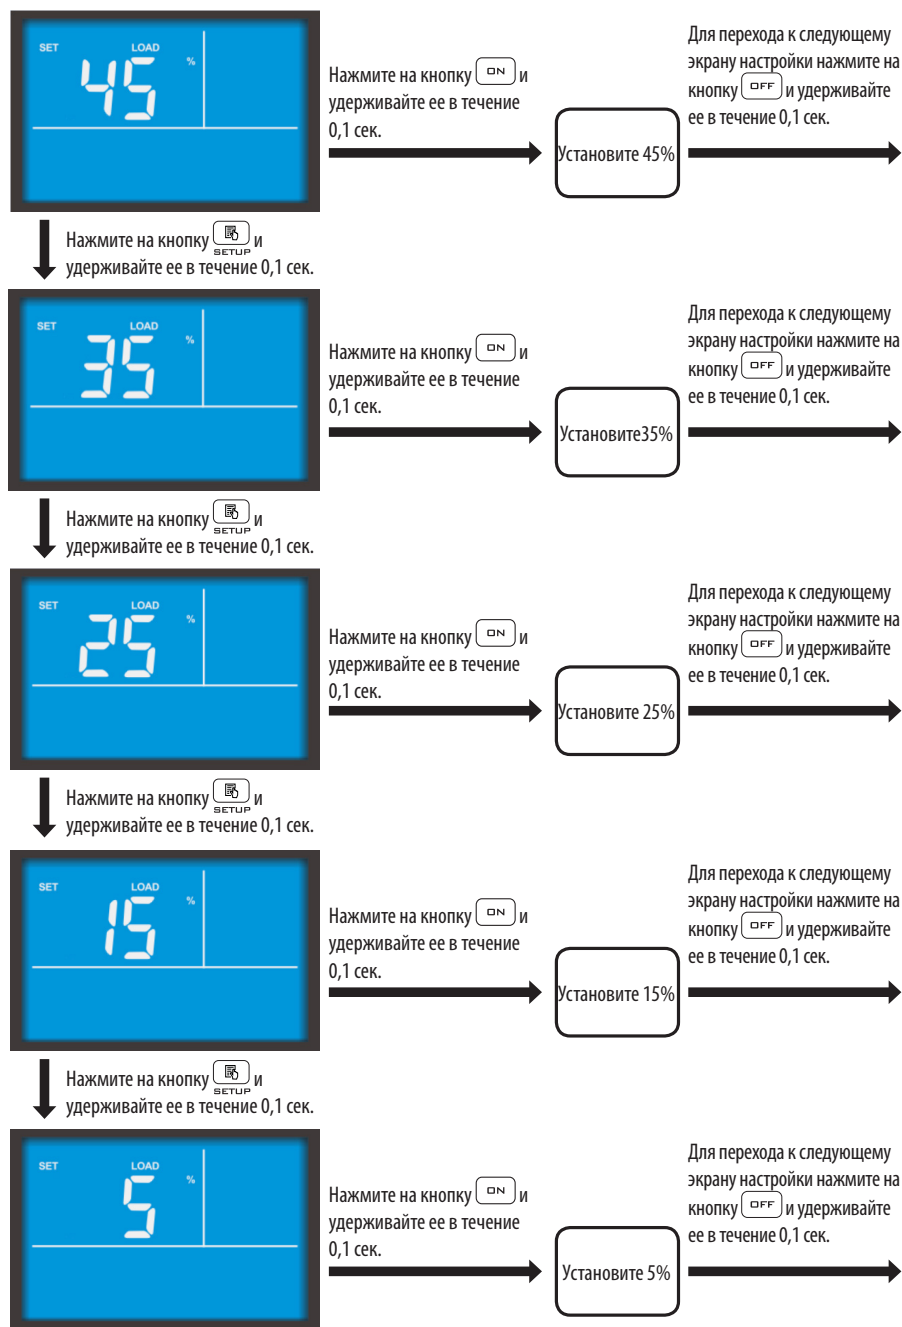 SET LOAD
45 %
Нажмите на кнопку ON и
удерживайте ее в течение
0,1 сек.
Установите 45%
Для перехода к следующему
экрану настройки нажмите на
кнопку OFF и удерживайте
ее в течение 0,1 сек.
Нажмите на кнопку SETUP и
удерживайте ее в течение 0,1 сек.
SET LOAD
35 %
Нажмите на кнопку ON и
удерживайте ее в течение
0,1 сек.
Установите35%
Для перехода к следующему
экрану настройки нажмите на
кнопку OFF и удерживайте
ее в течение 0,1 сек.
Нажмите на кнопку SETUP и
удерживайте ее в течение 0,1 сек.
SET LOAD
25 %
Нажмите на кнопку ON и
удерживайте ее в течение
0,1 сек.
Установите 25%
Для перехода к следующему
экрану настройки нажмите на
кнопку OFF и удерживайте
ее в течение 0,1 сек.
Нажмите на кнопку SETUP и
удерживайте ее в течение 0,1 сек.
SET LOAD
15 %
Нажмите на кнопку ON и
удерживайте ее в течение
0,1 сек.
Установите 15%
Для перехода к следующему
экрану настройки нажмите на
кнопку OFF и удерживайте
ее в течение 0,1 сек.
Нажмите на кнопку SETUP и
удерживайте ее в течение 0,1 сек.
SET LOAD
5 %
Нажмите на кнопку ON и
удерживайте ее в течение
0,1 сек.
Установите 5%
Для перехода к следующему
экрану настройки нажмите на
кнопку OFF и удерживайте
ее в течение 0,1 сек.